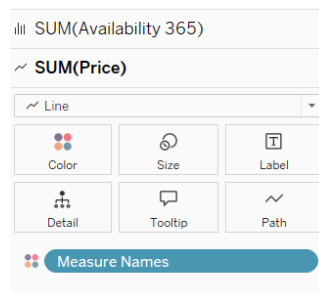 SUM(Availability 365)
SUM(Price)
Line
Color Size Label
Detail Tooltip Path
Measure Names